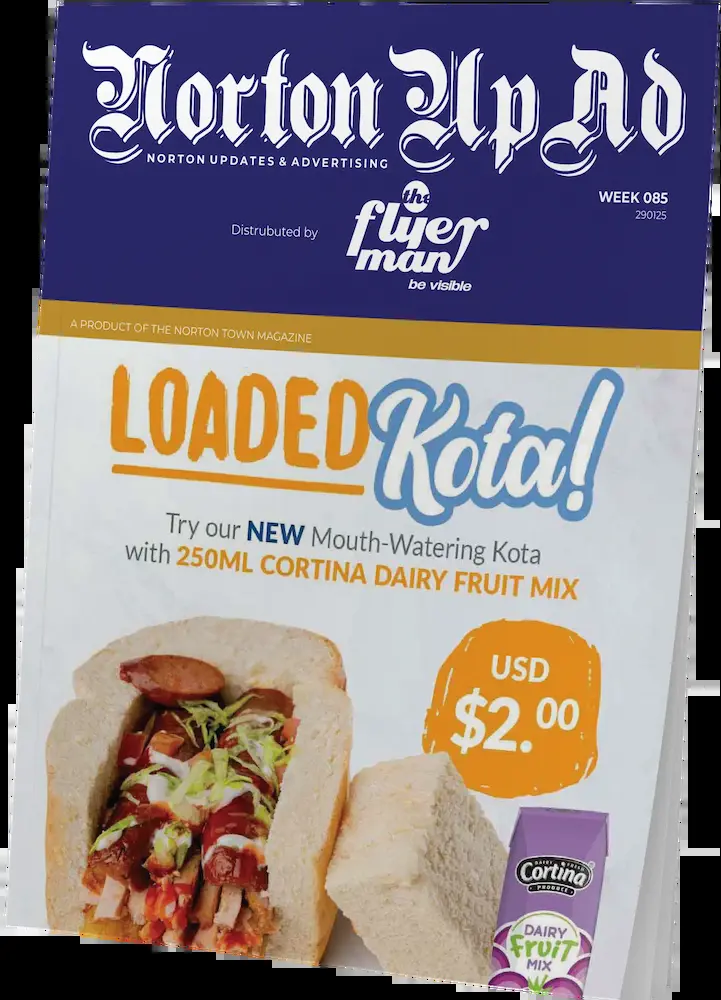 Norton Up Ad
NORTON UPDATES & ADVERTISING
WEEK 085
290125
Distrubuted by
the
flyer
man
be visible
A PRODUCT OF THE NORTON TOWN MAGAZINE
LOADED Kota!
Try our NEW Mouth-Watering Kota
with 250ML CORTINA DAIRY FRUIT MIX
USD
$2.00
DAIRY FRESH
Cortina
PRODUCE
DAIRY
FRUIT
MIX